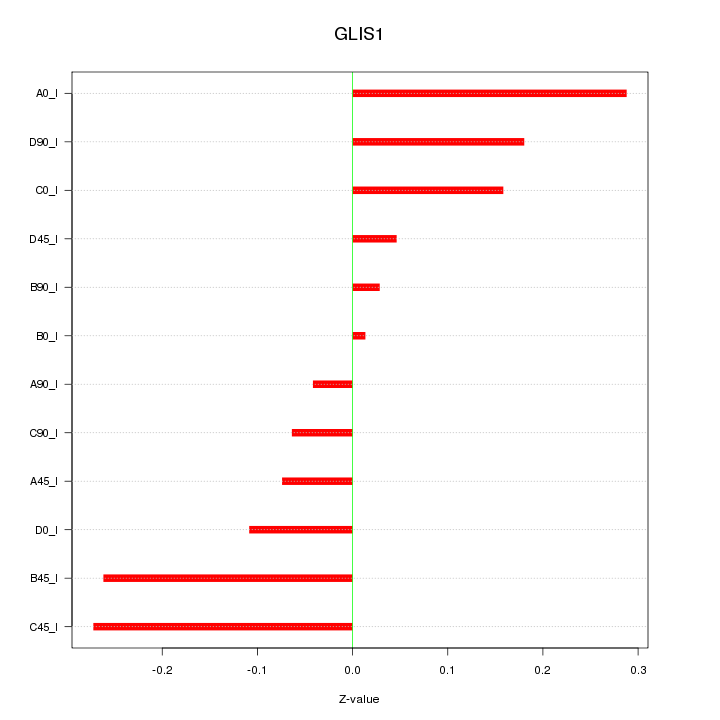 GLIS1
A0_I
D90_I
C0_I
D45_I
B90_I
B0_I
A90_I
C90_I
A45_I
D0_I
B45_I
C45_I
-0.2 -0.1 0.0 0.1 0.2 0.3
Z-value